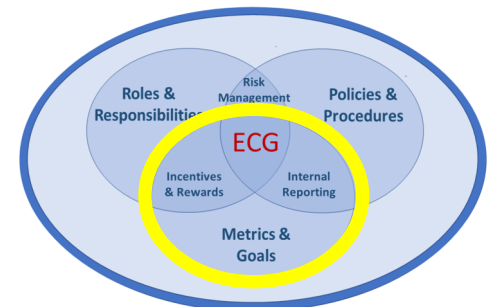 Risk
Management
Roles &
Responsibilities
Policies &
Procedures
ECG
Incentives
& Rewards
Internal
Reporting
Metrics &
Goals